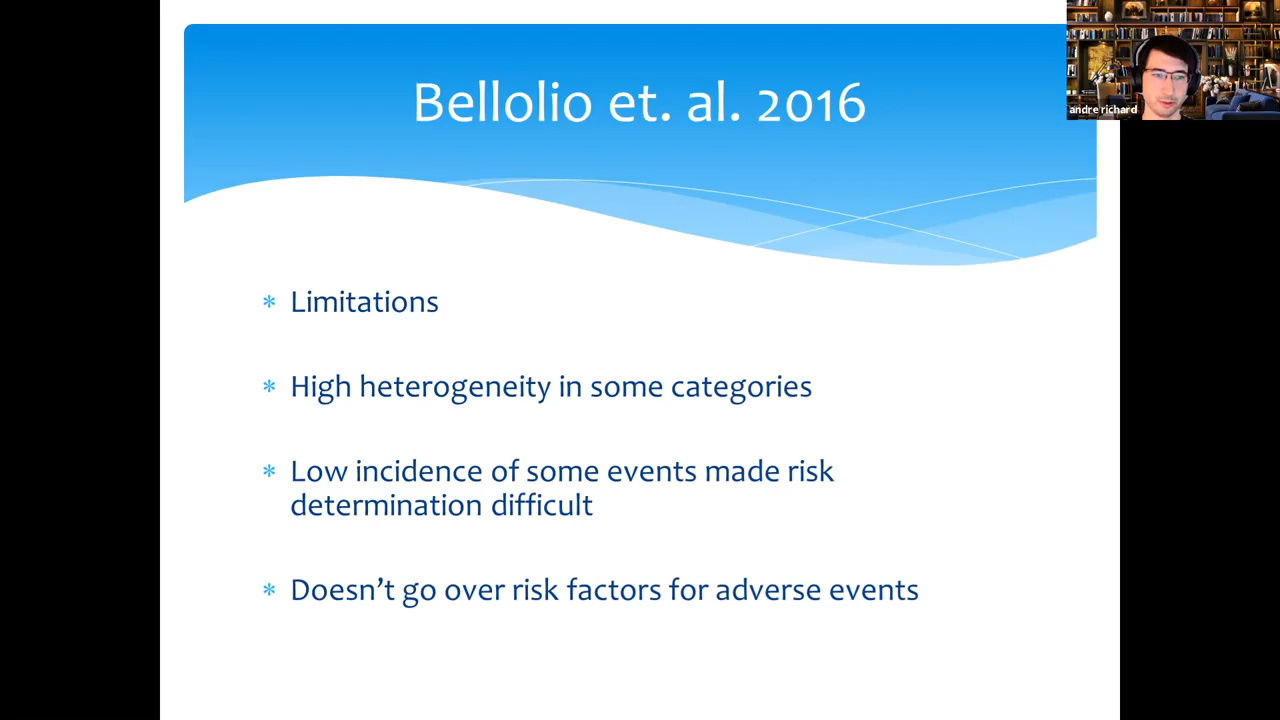 Bellolio et. al. 2016
andre richard
* Limitations
* High heterogeneity in some categories
* Low incidence of some events made risk
determination difficult
* Doesn’t go over risk factors for adverse events